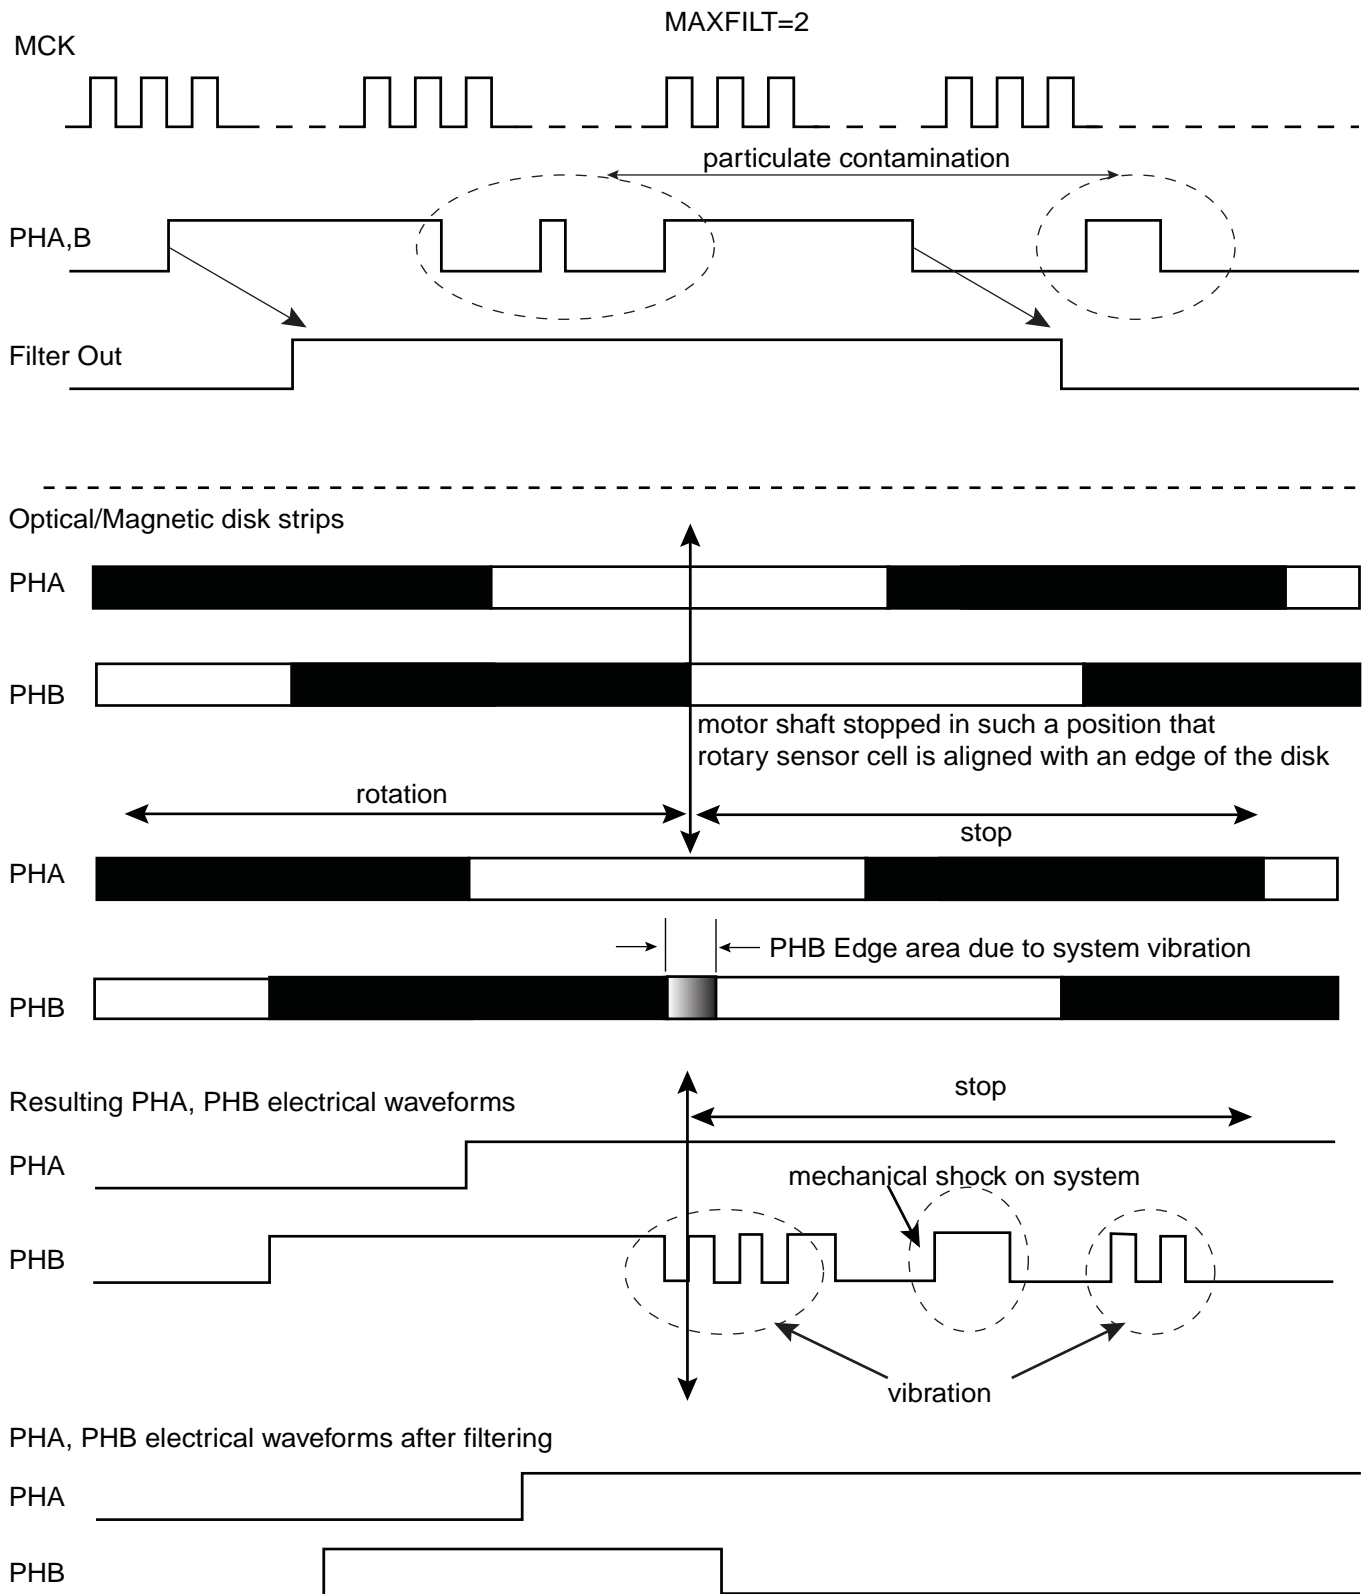 MAXFILT=2
MCK
particulate contamination
PHA,B
Filter Out
Optical/Magnetic disk strips
PHA
PHB
motor shaft stopped in such a position that
rotary sensor cell is aligned with an edge of the disk
rotation
stop
PHA
PHB Edge area due to system vibration
PHB
Resulting PHA, PHB electrical waveforms
stop
PHA
mechanical shock on system
PHB
vibration
PHA, PHB electrical waveforms after filtering
PHA
PHB